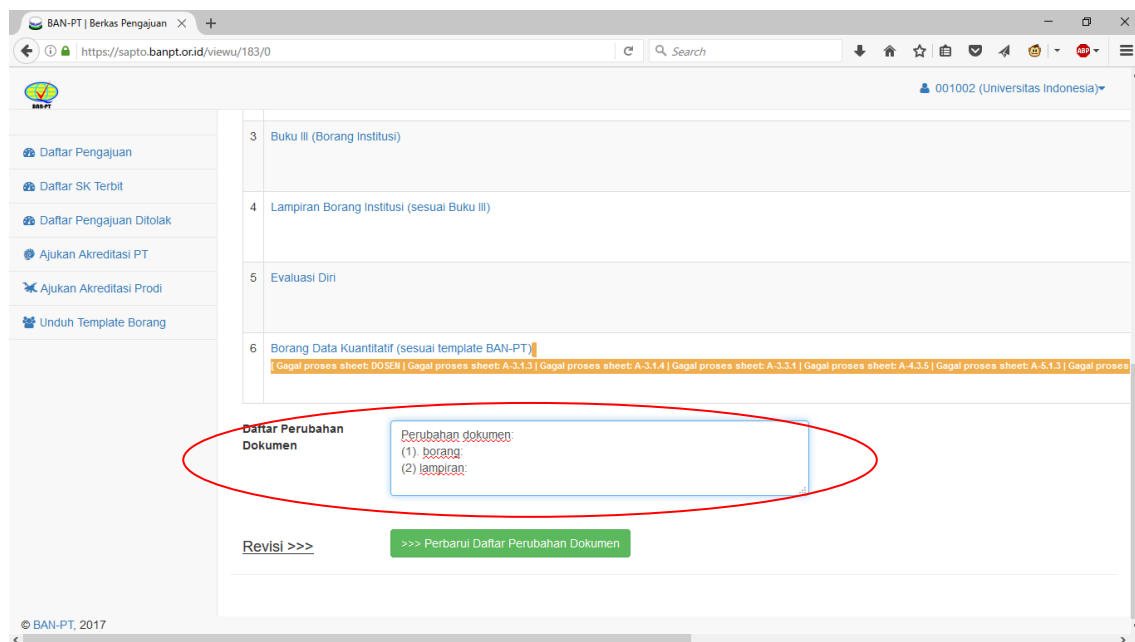 BAN-PT | Berkas Pengajuan
https://sapto.banpt.or.id/viewu/183/0
Search
ABP
BAN-PT
001002 (Universitas Indonesia)
Daftar Pengajuan
Daftar SK Terbit
Daftar Pengajuan Ditolak
Ajukan Akreditasi PT
Ajukan Akreditasi Prodi
Unduh Template Borang
3 Buku III (Borang Institusi)
4 Lampiran Borang Institusi (sesuai Buku III)
5 Evaluasi Diri
6 Borang Data Kuantitatif (sesuai template BAN-PT)
[ Gagal proses sheet: DOSEN | Gagal proses sheet: A-3.1.3 | Gagal proses sheet: A-3.1.4 | Gagal proses sheet: A-3.3.1 | Gagal proses sheet: A-4.3.5 | Gagal proses sheet: A-5.1.3 | Gagal proses
Daftar Perubahan
Dokumen
Perubahan dokumen:
(1). borang:
(2) lampiran:
Revisi >>>
>>> Perbarui Daftar Perubahan Dokumen
© BAN-PT, 2017